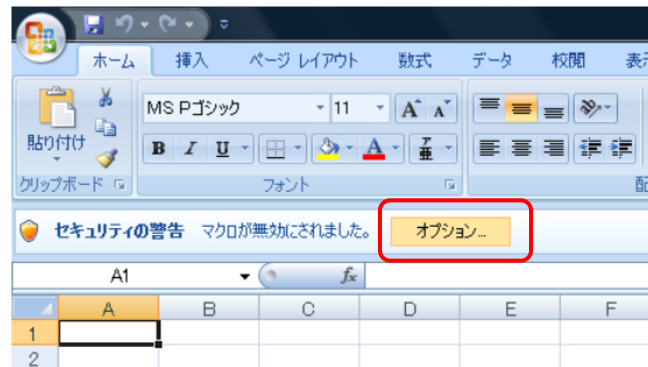 ホーム 挿入 ページ レイアウト 数式 データ 校閲 表示
MS Pゴシック 11 A A
貼り付け B I U A
クリップボード フォント 配
セキュリティの警告 マクロが無効にされました。 オプション...
A1 fx
A B C D E F
1
2